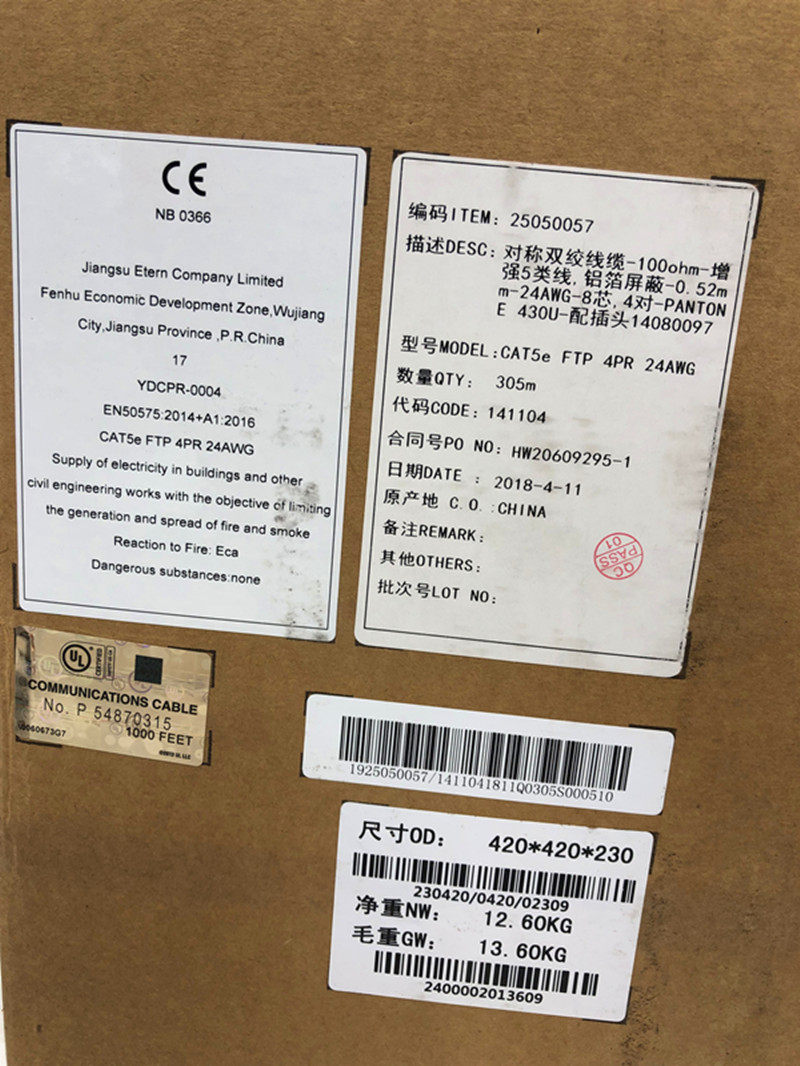 CE
NB 0366
Jiangsu Etern Company Limited
Fenhu Economic Development Zone,Wujiang
City,Jiangsu Province ,P.R.China
17
YDCPR-0004
EN50575:2014+A1:2016
CAT5e FTP 4PR 24AWG
Supply of electricity in buildings and other
civil engineering works with the objective of limiting
the generation and spread of fire and smoke
Reaction to Fire: Eca
Dangerous substances:none
编码ITEM: 25050057
描述DESC: 对称双绞线缆-100ohm-增
强5类线,铝箔屏蔽-0.52m
m-24AWG-8芯,4对-PANTON
E 430U-配插头14080097
型号MODEL:CAT5e FTP 4PR 24AWG
数量QTY: 305m
代码CODE: 141104
合同号PO NO: HW20609295-1
日期DATE : 2018-4-11
原产地 C.O.:CHINA
备注REMARK:
其他OTHERS:
批次号LOT NO:
QC
PASS
01
UL
CERTIFIED
COMMUNICATIONS CABLE
No. P 54870315
1000 FEET
1925050057/1411041811Q0305S000510
尺寸OD: 420*420*230
230420/0420/02309
净重NW: 12.60KG
毛重GW: 13.60KG
2400002013609